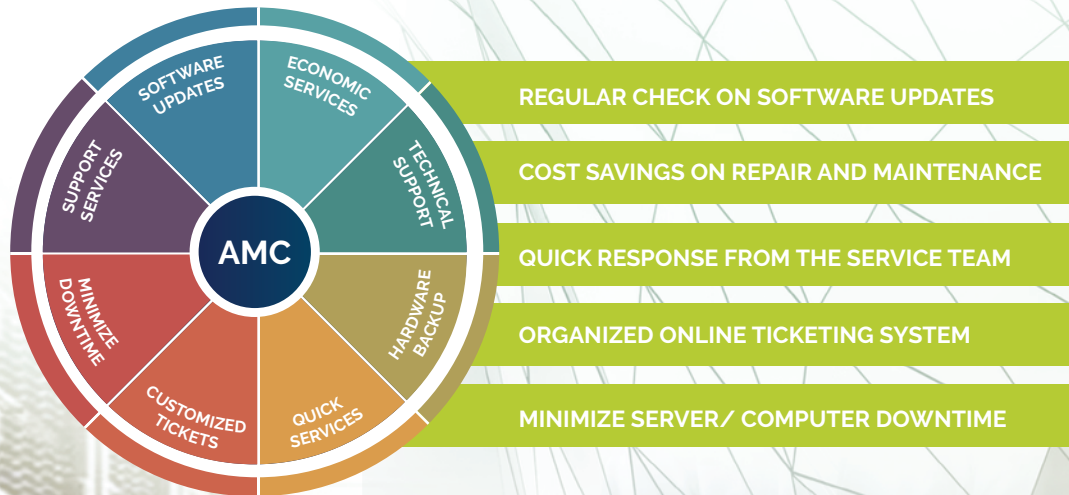 SOFTWARE
UPDATES
ECONOMIC
SERVICES
TECHNICAL
SUPPORT
HARDWARE
BACKUP
QUICK
SERVICES
CUSTOMIZED
TICKETS
MINIMIZE
DOWNTIME
SUPPORT
SERVICES
AMC
REGULAR CHECK ON SOFTWARE UPDATES
COST SAVINGS ON REPAIR AND MAINTENANCE
QUICK RESPONSE FROM THE SERVICE TEAM
ORGANIZED ONLINE TICKETING SYSTEM
MINIMIZE SERVER/ COMPUTER DOWNTIME